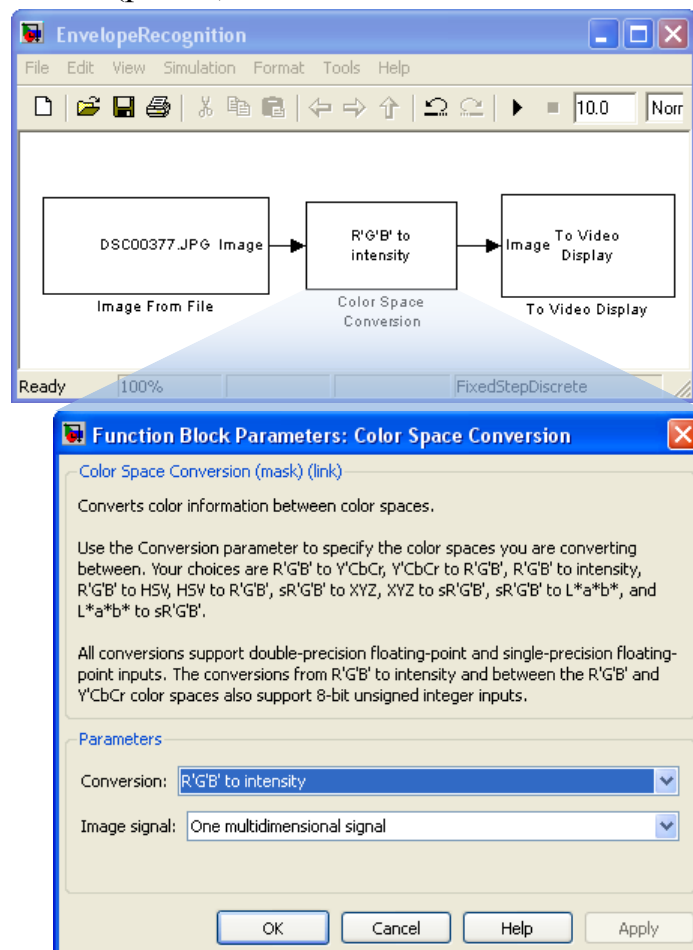 EnvelopeRecognition
File Edit View Simulation Format Tools Help
10.0 Norr
DSC00377.JPG Image
R'G'B' to
intensity
Image To Video
Display
Image From File
Color Space
Conversion
To Video Display
Ready 100% FixedStepDiscrete
Function Block Parameters: Color Space Conversion
Color Space Conversion (mask) (link)
Converts color information between color spaces.
Use the Conversion parameter to specify the color spaces you are converting
between. Your choices are R'G'B' to Y'CbCr, Y'CbCr to R'G'B', R'G'B' to intensity,
R'G'B' to HSV, HSV to R'G'B', sR'G'B' to XYZ, XYZ to sR'G'B', sR'G'B' to L*a*b*, and
L*a*b* to sR'G'B'.
All conversions support double-precision floating-point and single-precision floating-
point inputs. The conversions from R'G'B' to intensity and between the R'G'B' and
Y'CbCr color spaces also support 8-bit unsigned integer inputs.
Parameters
Conversion: R'G'B' to intensity
Image signal: One multidimensional signal
OK Cancel Help Apply